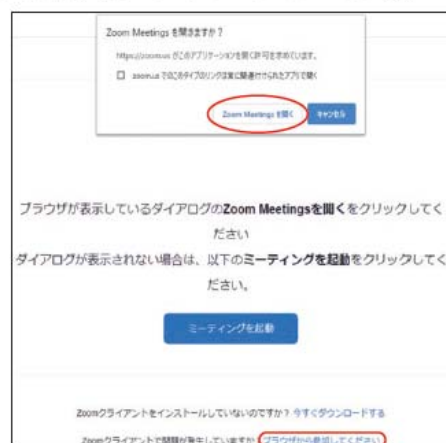 Zoom Meetings を開きますか？
https://zoom.us がこのアプリケーションを開く許可を求めています。
zoom.us でこのタイプのリンクは常に関連付けられたアプリで開く
Zoom Meetings を開く キャンセル
ブラウザが表示しているダイアログのZoom Meetingsを開くをクリックしてく
ださい
ダイアログが表示されない場合は、以下のミーティングを起動をクリックしてく
ださい。
ミーティングを起動
Zoomクライアントをインストールしていないのですか？ 今すぐダウンロードする
Zoomクライアントで問題が発生していますか？ ブラウザから参加してください